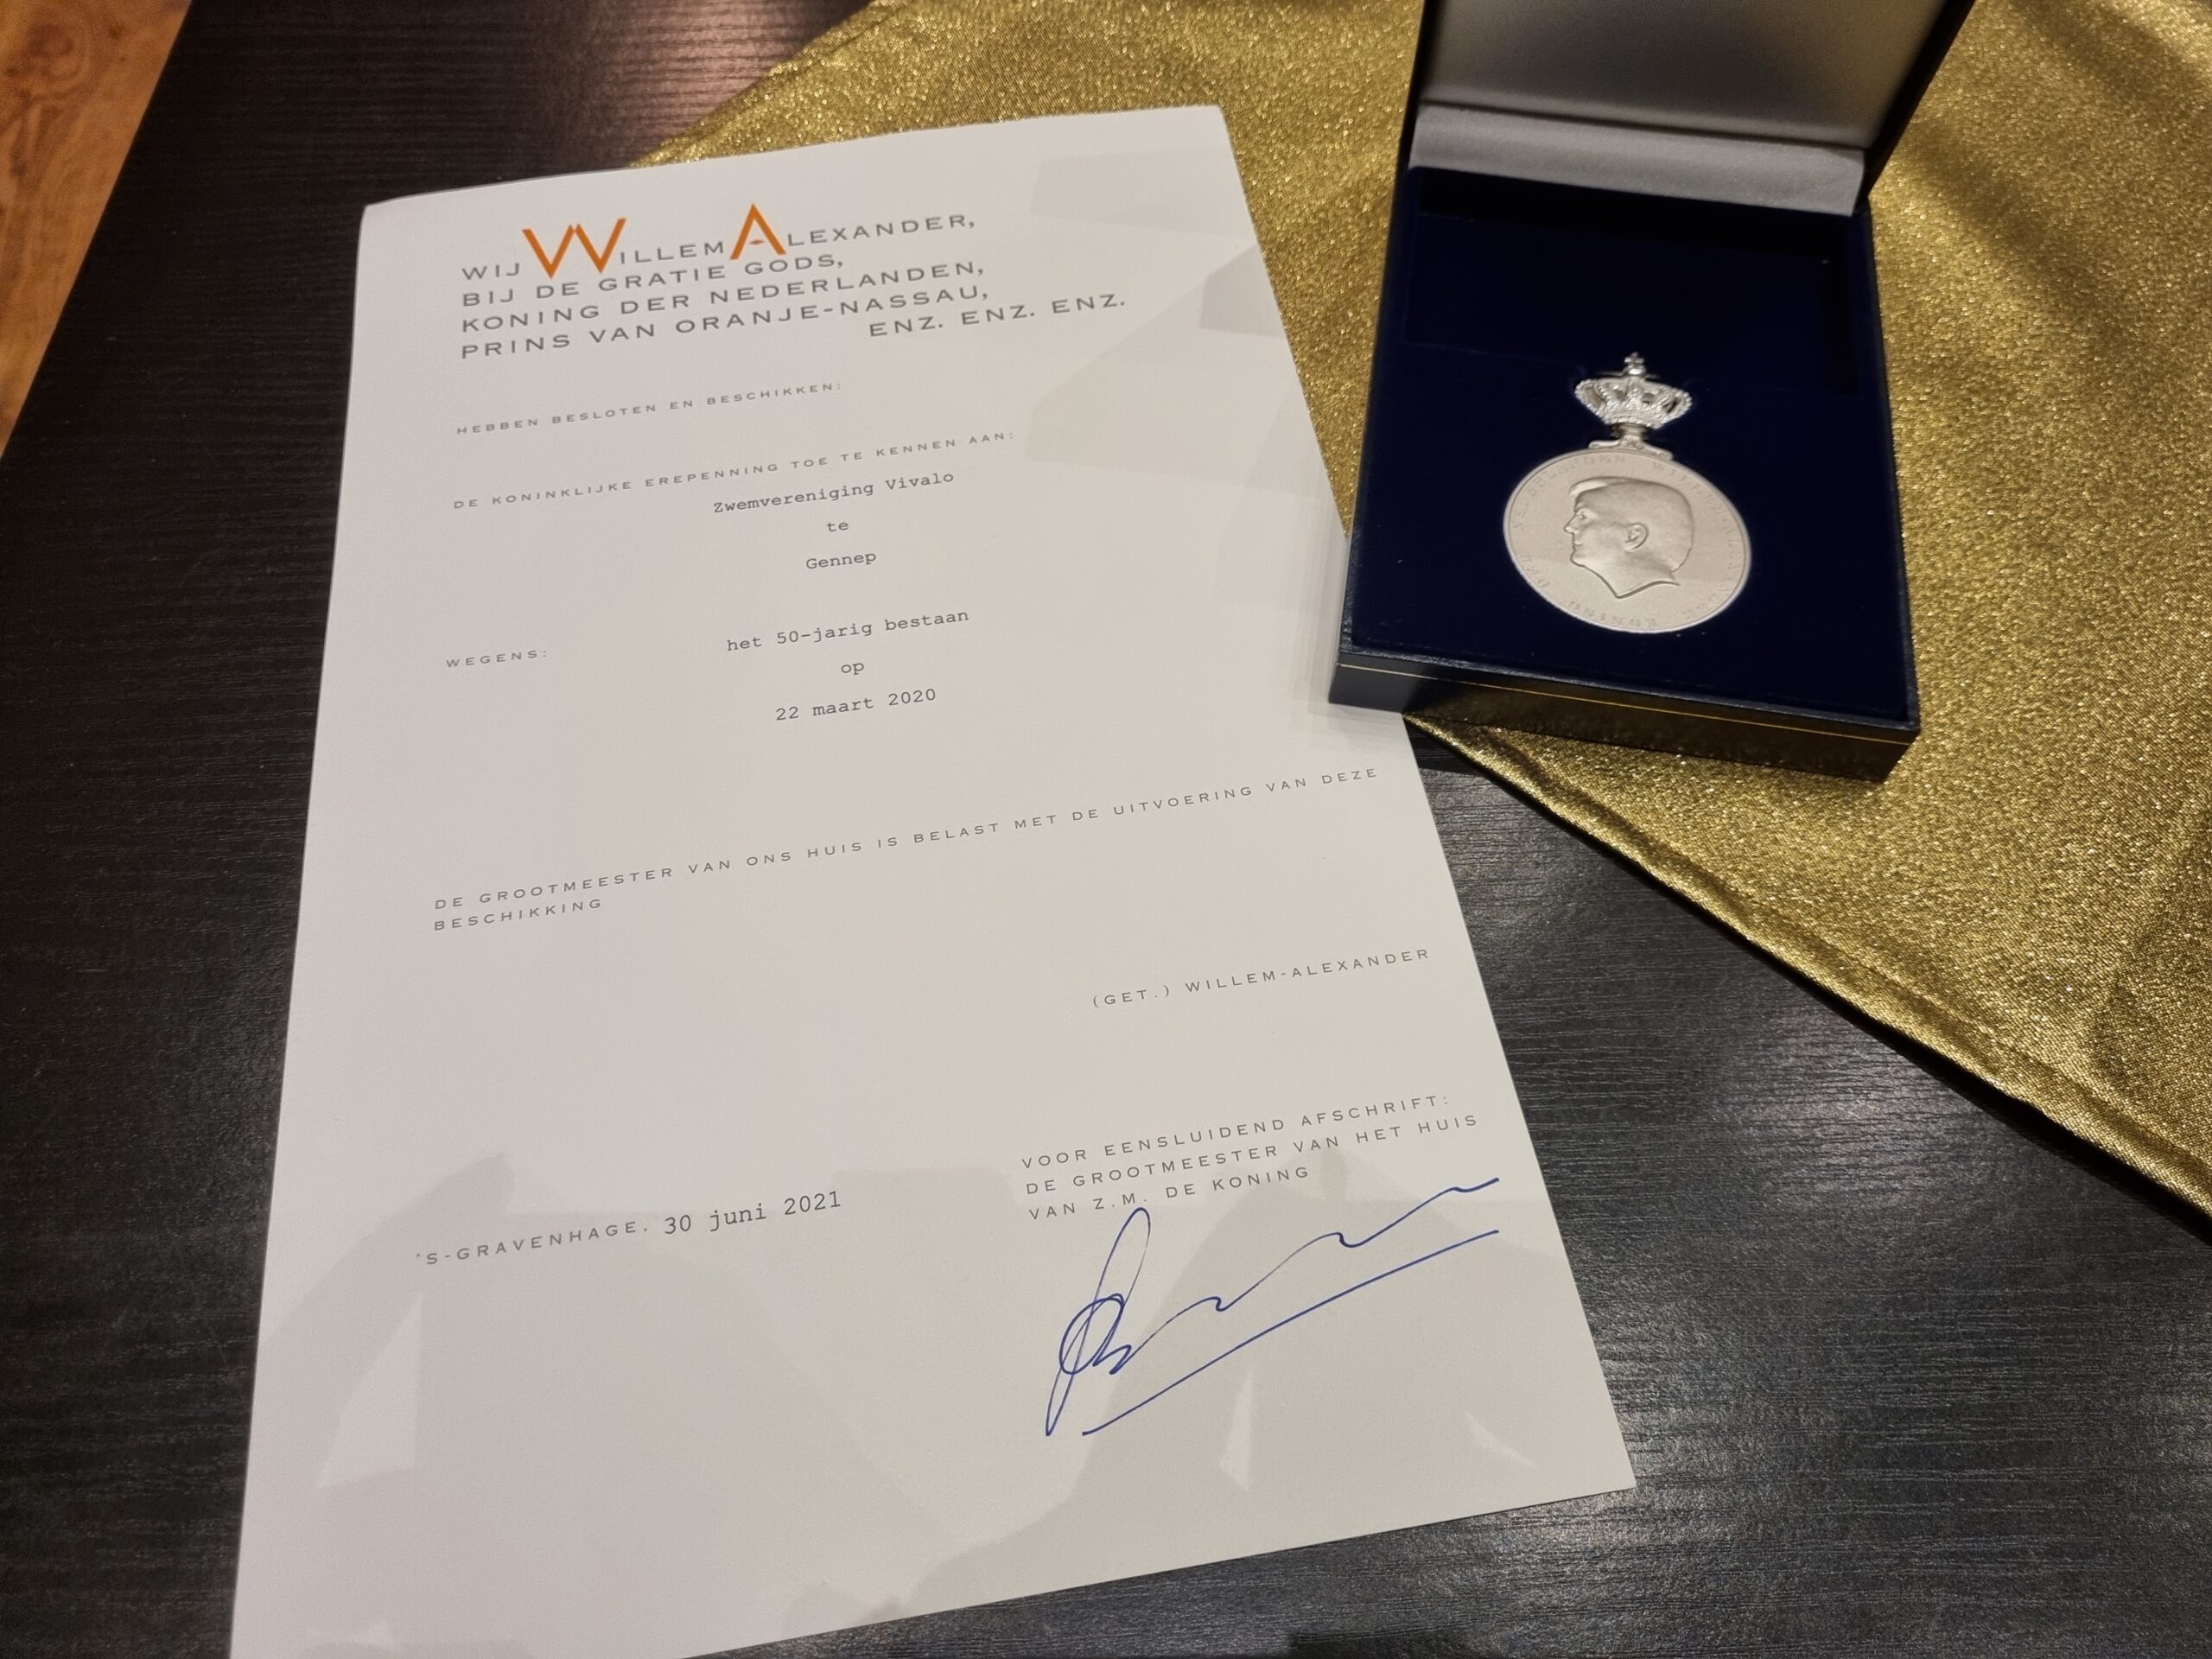 WIJ WILLEM ALEXANDER,
BIJ DE GRATIE GODS,
KONING DER NEDERLANDEN,
PRINS VAN ORANJE-NASSAU,
ENZ. ENZ. ENZ.
HEBBEN BESLOTEN EN BESCHIKKEN:
DE KONINKLIJKE EREPENNING TOE TE KENNEN AAN:
Zwemvereniging Vivalo
te
Gennep
WEGENS:
het 50-jarig bestaan
op
22 maart 2020
DE GROOTMEESTER VAN ONS HUIS IS BELAST MET DE UITVOERING VAN DEZE
BESCHIKKING
(GET.) WILLEM-ALEXANDER
VOOR EENSLUIDEND AFSCHRIFT:
DE GROOTMEESTER VAN HET HUIS
VAN Z.M. DE KONING
'S-GRAVENHAGE, 30 juni 2021